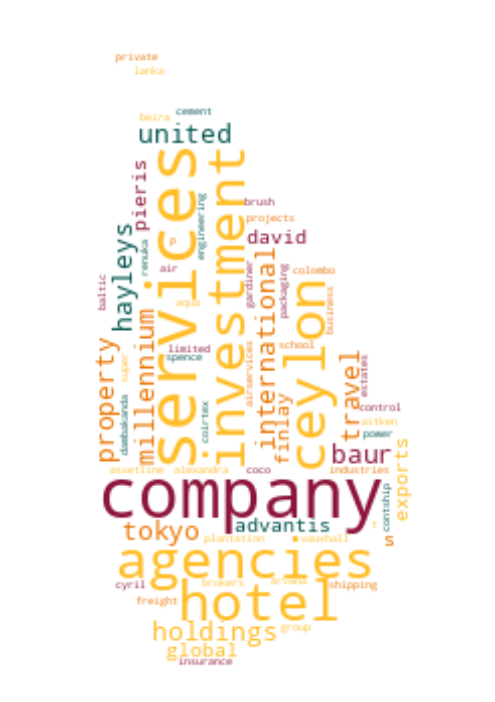 private
lanka
cement
beira
united
services
investment
pieris
brush
engineering
projects
hayleys
david
p
renuka
air
international
gardiner
packaging
colombo
baltic
aqua
ceylon
business
millennium
property
limited
spence
school
super
airservices
finlay
travel
estates
dambakanda
coirtex
control
aitken
power
baur
exports
assetline
alexandra
coco
industries
company
contship
tokyo
advantis
t
s
plantation
vauxhall
agencies
cyril
brokers
arvana
shipping
hotel
freight
holdings
group
global
insurance